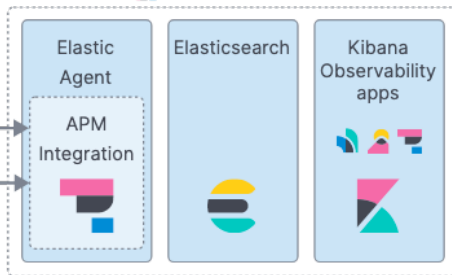 Elastic
Agent
APM
Integration
Elasticsearch
Kibana
Observability
apps